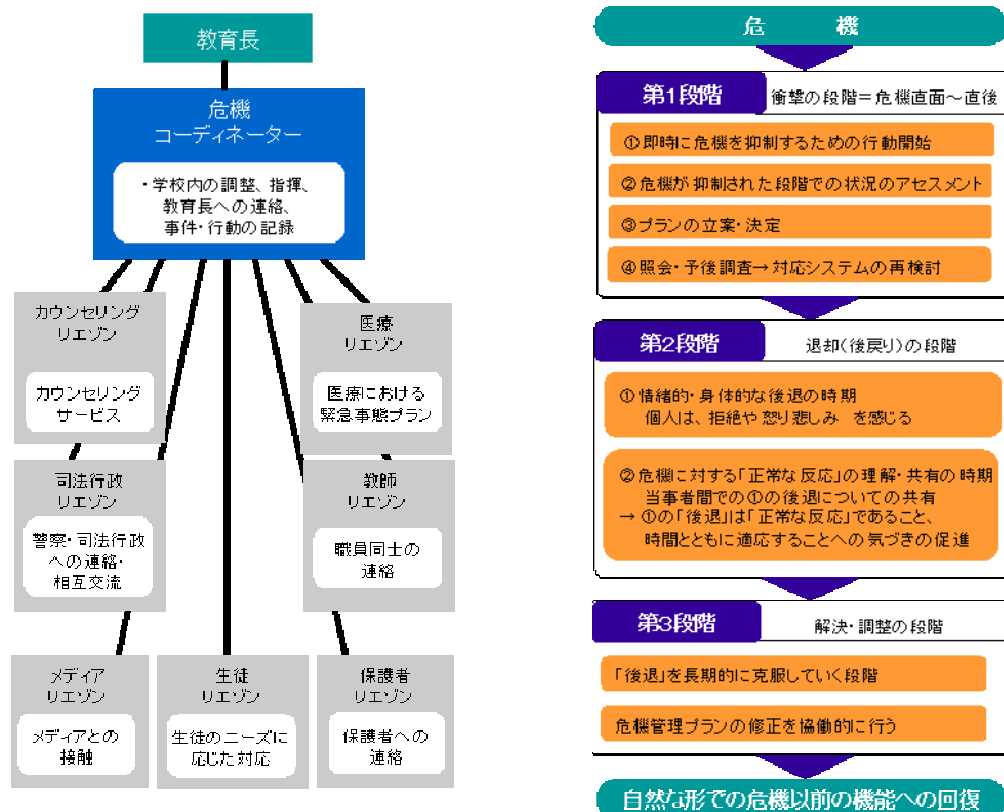 教育長
危機
コーディネーター
・学校内の調整、指揮、
教育長への連絡、
事件・行動の記録
カウンセリング
リエゾン
カウンセリング
サービス
医療
リエゾン
医療における
緊急事態プラン
司法行政
リエゾン
警察・司法行政
への連絡・
相互交流
教師
リエゾン
職員同士の
連絡
メディア
リエゾン
メディアとの
接触
生徒
リエゾン
生徒のニーズに
応じた対応
保護者
リエゾン
保護者への
連絡
危 機
第1段階 衝撃の段階=危機直面~直後
①即時に危機を抑制するための行動開始
②危機が抑制された段階での状況のアセスメント
③プランの立案・決定
④照会・予後調査→対応システムの再検討
第2段階 退却(後戻り)の段階
①情緒的・身体的な後退の時期
個人は、拒絶や怒り悲しみ を感じる
②危機に対する「正常な反応」の理解・共有の時期
当事者間での①の後退についての共有
→ ①の「後退」は「正常な反応」であること、
時間とともに適応することへの気づきの促進
第3段階 解決・調整の段階
「後退」を長期的に克服していく段階
危機管理プランの修正を協働的に行う
自然な形での危機以前の機能への回復